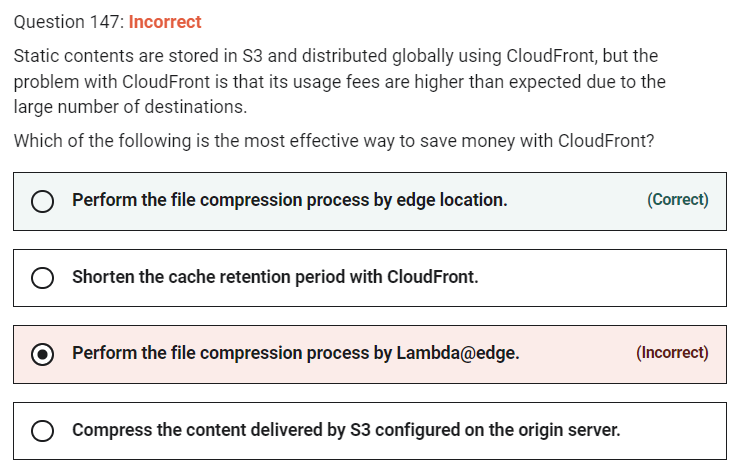 Question 147: Incorrect
Static contents are stored in S3 and distributed globally using CloudFront, but the
problem with CloudFront is that its usage fees are higher than expected due to the
large number of destinations.
Which of the following is the most effective way to save money with CloudFront?
Perform the file compression process by edge location. (Correct)
Shorten the cache retention period with CloudFront.
Perform the file compression process by Lambda@edge. (Incorrect)
Compress the content delivered by S3 configured on the origin server.